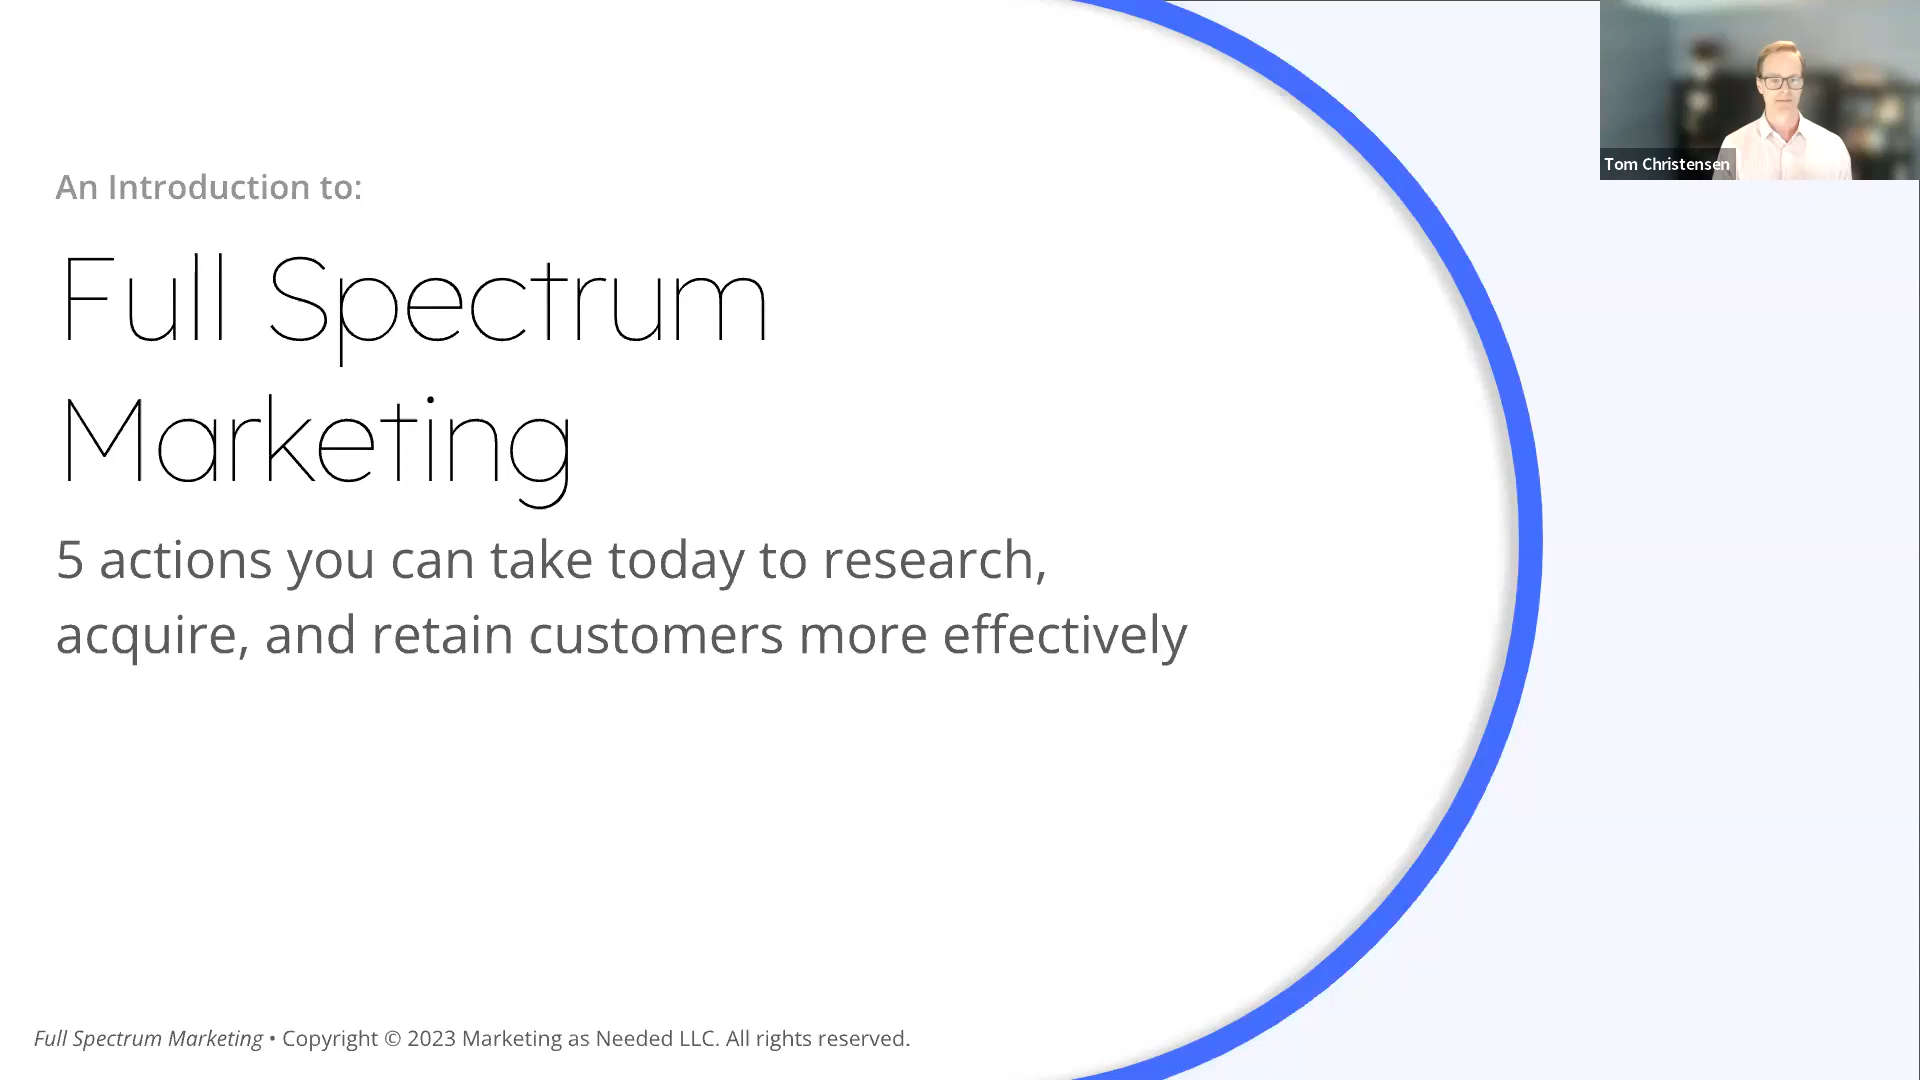 An Introduction to:
Full Spectrum
Marketing
5 actions you can take today to research,
acquire, and retain customers more effectively
Tom Christensen
Full Spectrum Marketing • Copyright © 2023 Marketing as Needed LLC. All rights reserved.